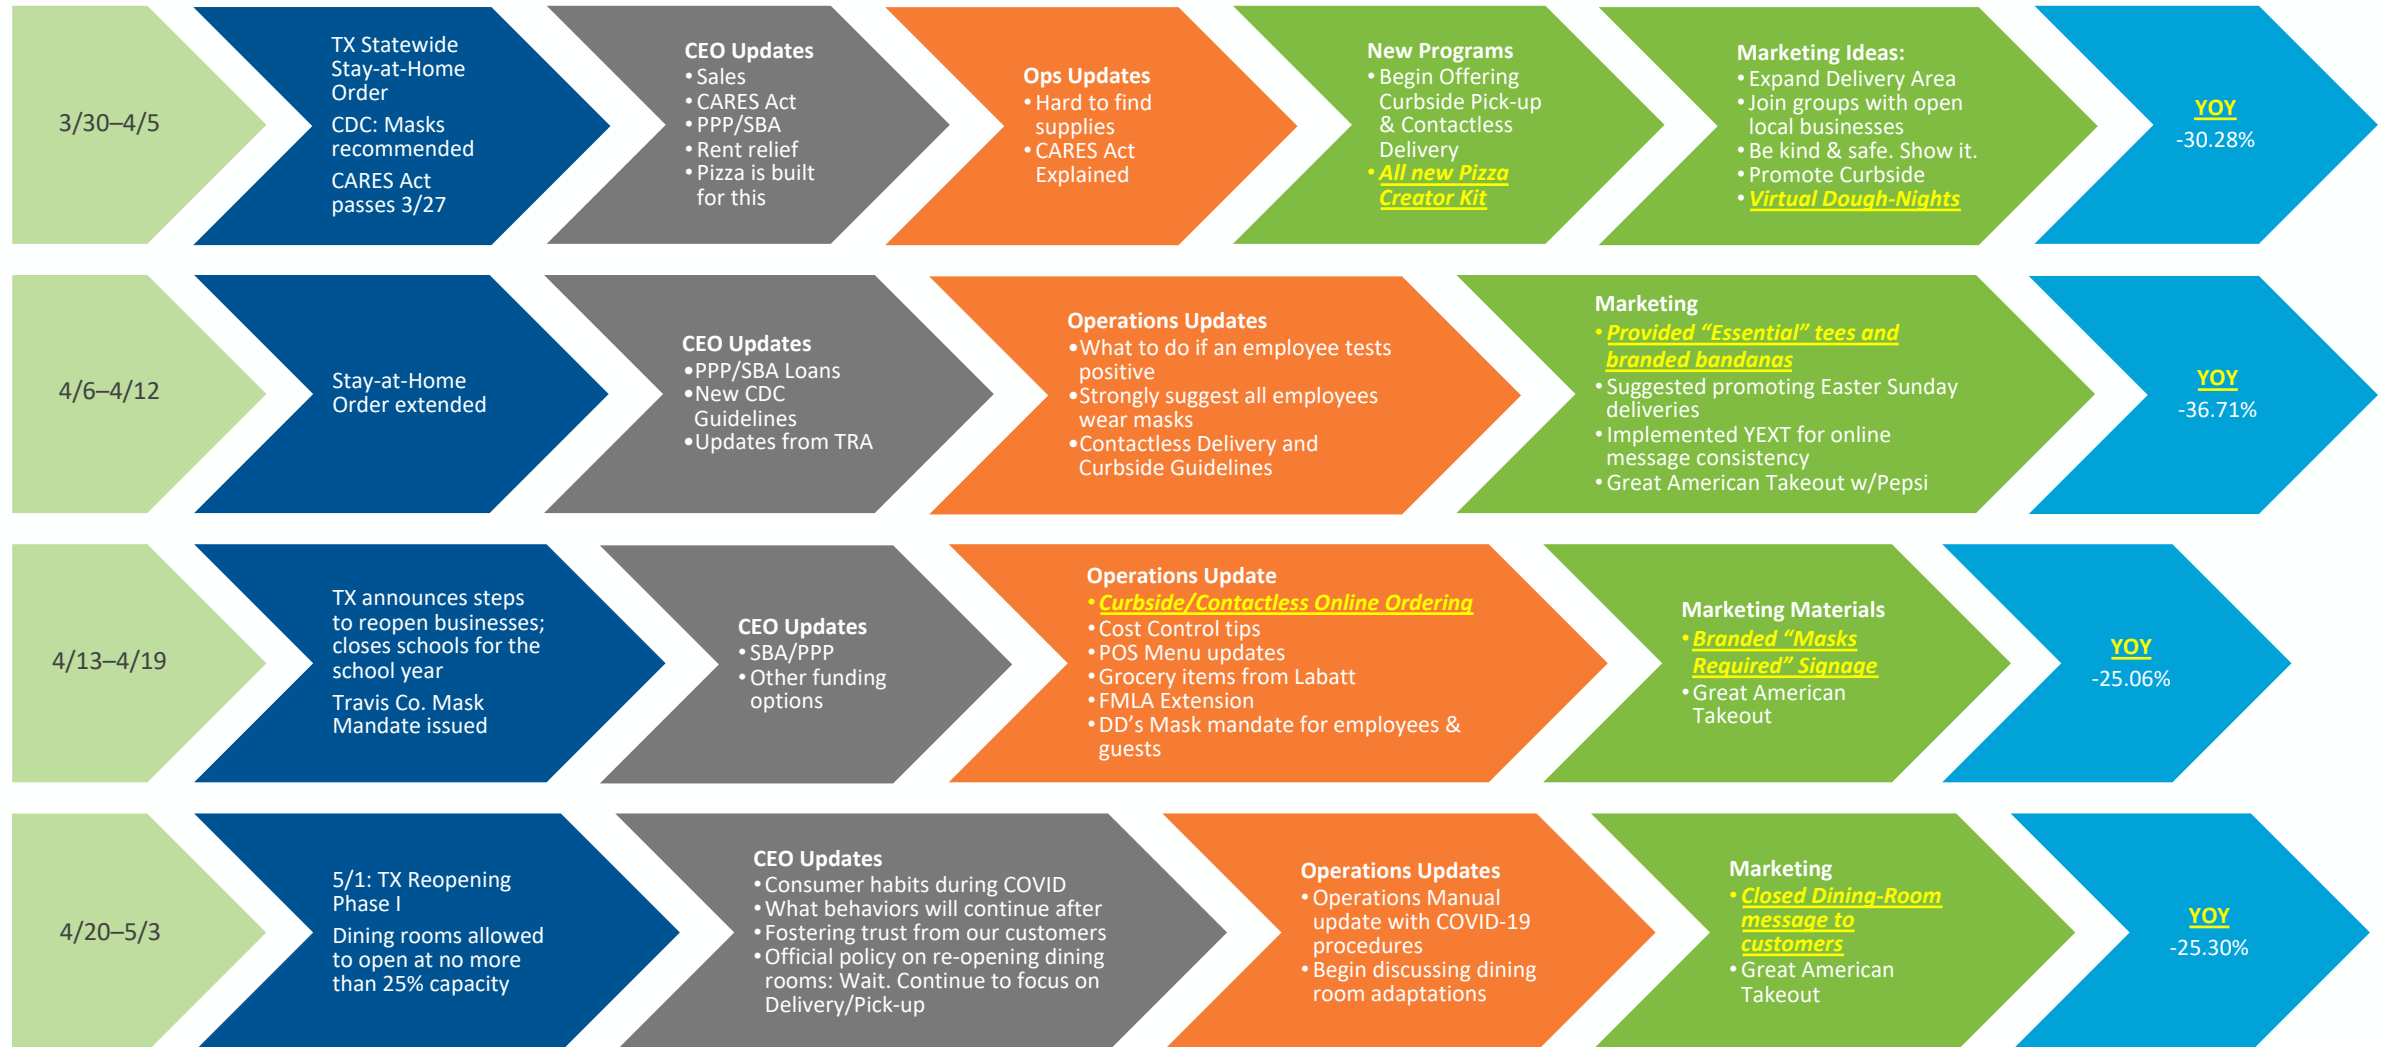 3/30–4/5
TX Statewide
Stay-at-Home
Order
CDC: Masks
recommended
CARES Act
passes 3/27
CEO Updates
• Sales
• CARES Act
• PPP/SBA
• Rent relief
• Pizza is built
for this
Ops Updates
• Hard to find
supplies
• CARES Act
Explained
New Programs
• Begin Offering
Curbside Pick-up
& Contactless
Delivery
• All new Pizza
Creator Kit
Marketing Ideas:
• Expand Delivery Area
• Join groups with open
local businesses
• Be kind & safe. Show it.
• Promote Curbside
• Virtual Dough-Nights
YOY
-30.28%
4/6–4/12
Stay-at-Home
Order extended
CEO Updates
•PPP/SBA Loans
•New CDC
Guidelines
•Updates from TRA
Operations Updates
•What to do if an employee tests
positive
•Strongly suggest all employees
wear masks
•Contactless Delivery and
Curbside Guidelines
Marketing
• Provided “Essential” tees and
branded bandanas
• Suggested promoting Easter Sunday
deliveries
• Implemented YEXT for online
message consistency
• Great American Takeout w/Pepsi
YOY
-36.71%
4/13–4/19
TX announces steps
to reopen businesses;
closes schools for the
school year
Travis Co. Mask
Mandate issued
CEO Updates
• SBA/PPP
• Other funding
options
Operations Update
• Curbside/Contactless Online Ordering
• Cost Control tips
• POS Menu updates
• Grocery items from Labatt
• FMLA Extension
• DD’s Mask mandate for employees &
guests
Marketing Materials
• Branded “Masks
Required” Signage
• Great American
Takeout
YOY
-25.06%
4/20–5/3
5/1: TX Reopening
Phase I
Dining rooms allowed
to open at no more
than 25% capacity
CEO Updates
• Consumer habits during COVID
• What behaviors will continue after
• Fostering trust from our customers
• Official policy on re-opening dining
rooms: Wait. Continue to focus on
Delivery/Pick-up
Operations Updates
• Operations Manual
update with COVID-19
procedures
• Begin discussing dining
room adaptations
Marketing
• Closed Dining-Room
message to
customers
• Great American
Takeout
YOY
-25.30%